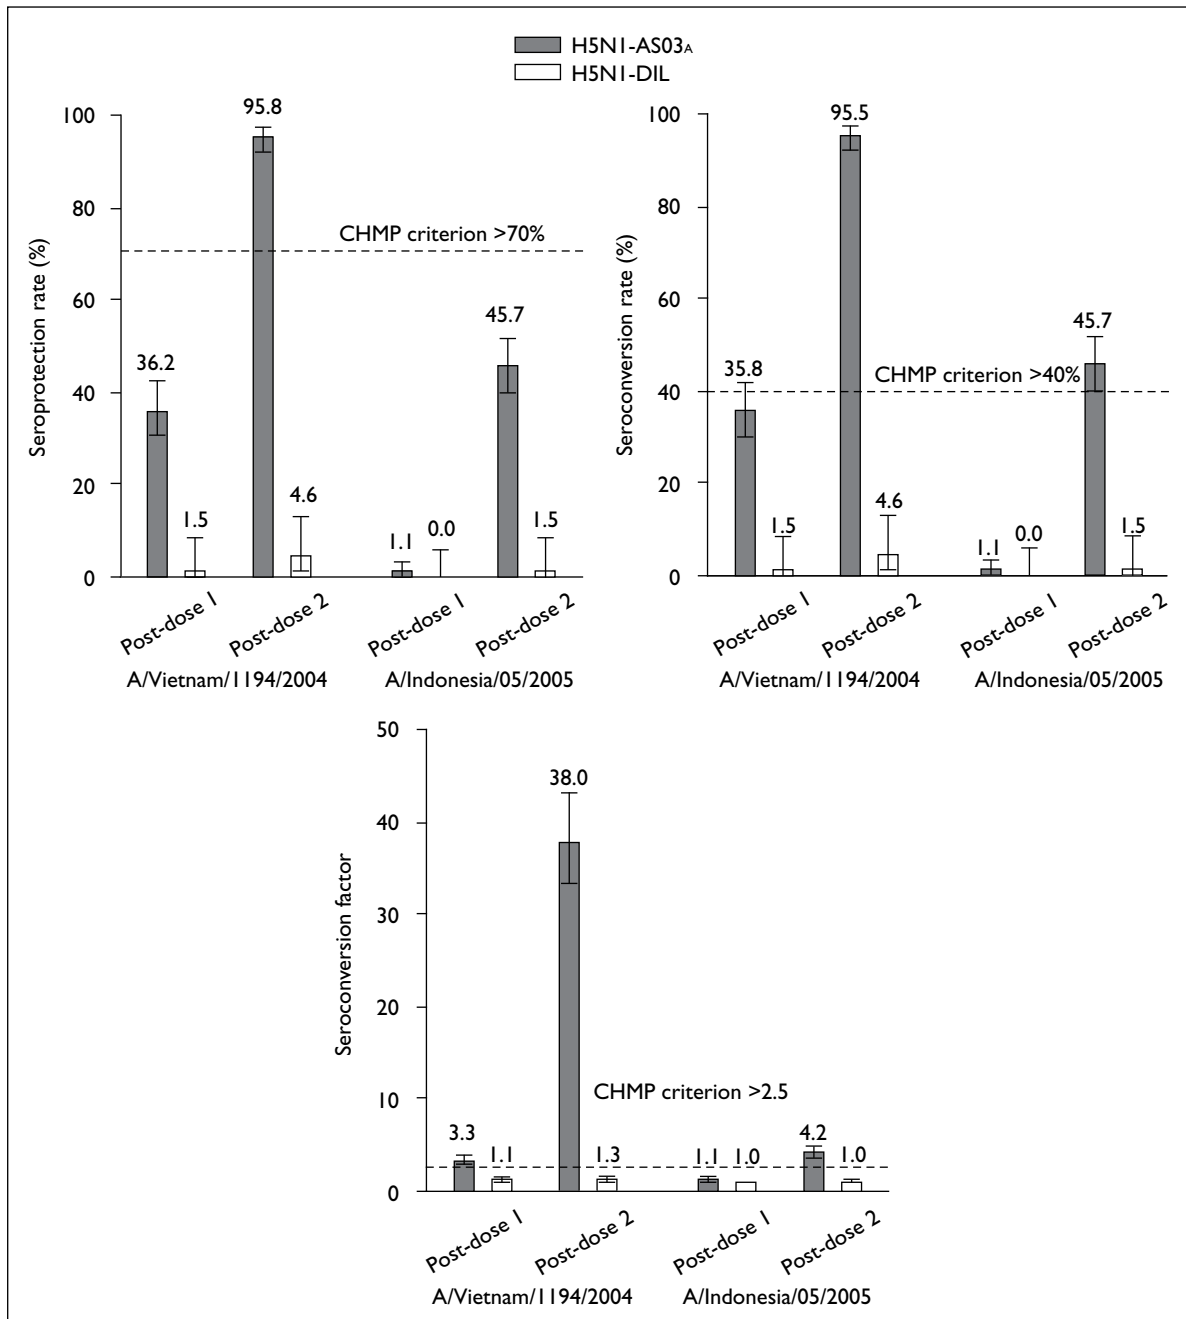 H5N1-AS03A
H5N1-DIL
Seroprotection rate (%)
100
80
60
40
20
0
95.8
CHMP criterion >70%
45.7
36.2
4.6
1.5
1.1
0.0
1.5
Post-dose 1
Post-dose 2
Post-dose 1
Post-dose 2
A/Vietnam/1194/2004
A/Indonesia/05/2005
Seroconversion rate (%)
100
80
60
40
20
0
95.5
45.7
35.8
CHMP criterion >40%
4.6
1.5
1.1
0.0
1.5
Post-dose 1
Post-dose 2
Post-dose 1
Post-dose 2
A/Vietnam/1194/2004
A/Indonesia/05/2005
Seroconversion factor
50
40
30
20
10
0
38.0
CHMP criterion >2.5
3.3
1.1
1.3
1.1
1.0
4.2
1.0
Post-dose 1
Post-dose 2
Post-dose 1
Post-dose 2
A/Vietnam/1194/2004
A/Indonesia/05/2005